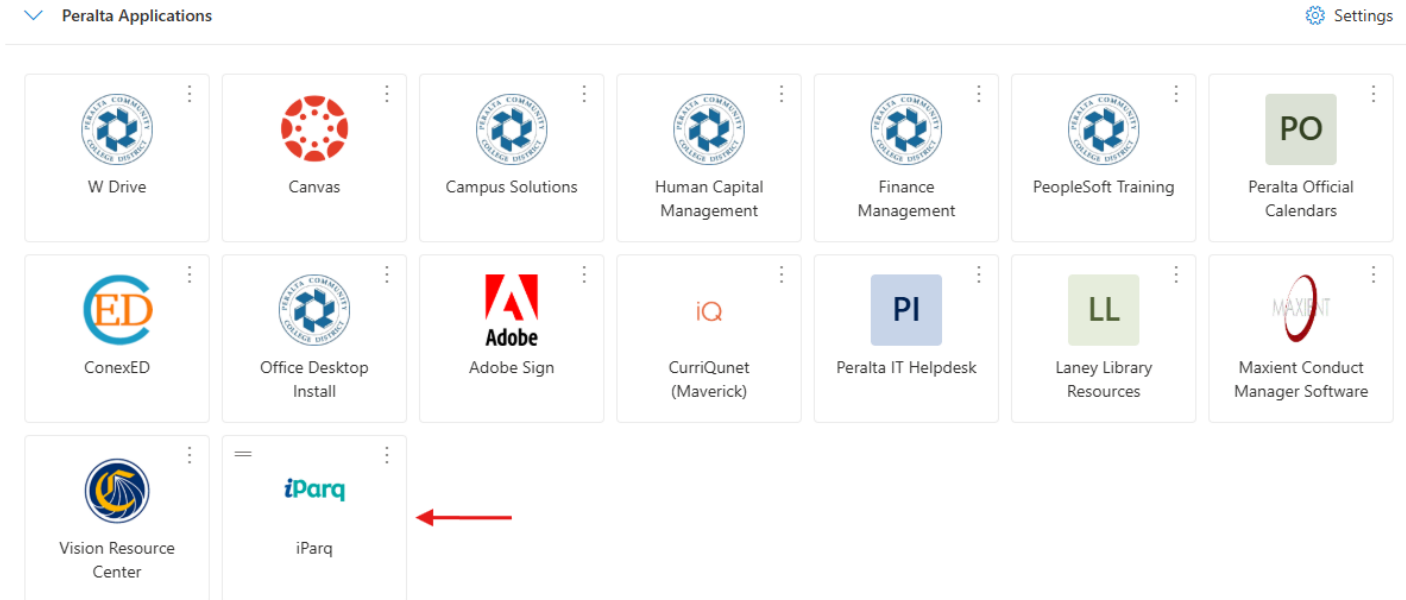 Peralta Applications
Settings
W Drive
Canvas
Campus Solutions
Human Capital
Management
Finance
Management
PeopleSoft Training
PO
Peralta Official
Calendars
ED
ConexED
Office Desktop
Install
Adobe
Adobe Sign
iQ
CurriQunet
(Maverick)
PI
Peralta IT Helpdesk
LL
Laney Library
Resources
MAXIENT
Maxient Conduct
Manager Software
Vision Resource
Center
iParq
iParq